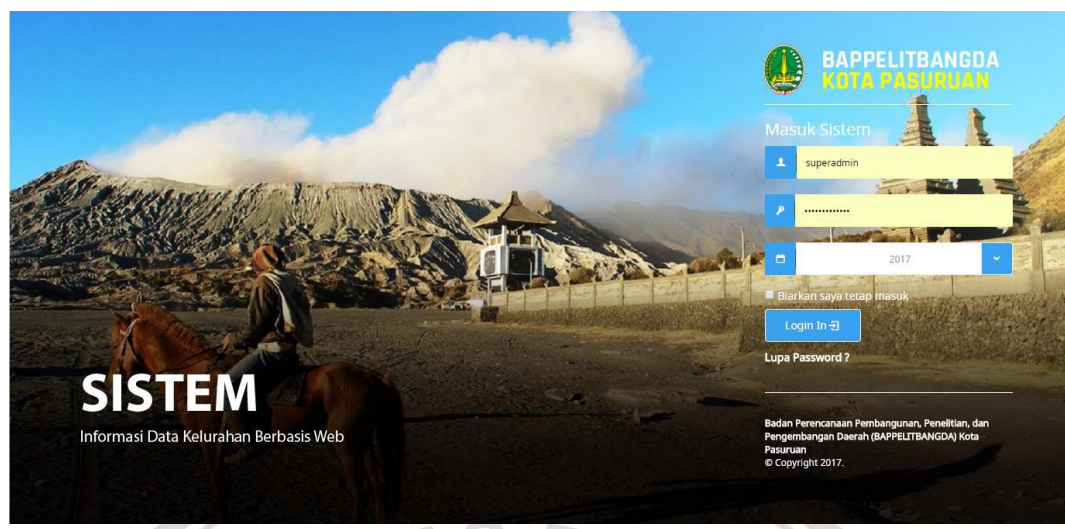 BAPPELITBANGDA
KOTA PASURUAN
Masuk Sistem
superadmin
•••••••••••••
2017
Biarkan saya tetap masuk
Login In
Lupa Password ?
SISTEM
Informasi Data Kelurahan Berbasis Web
Badan Perencanaan Pembangunan, Penelitian, dan
Pengembangan Daerah (BAPPELITBANGDA) Kota
Pasuruan
© Copyright 2017.